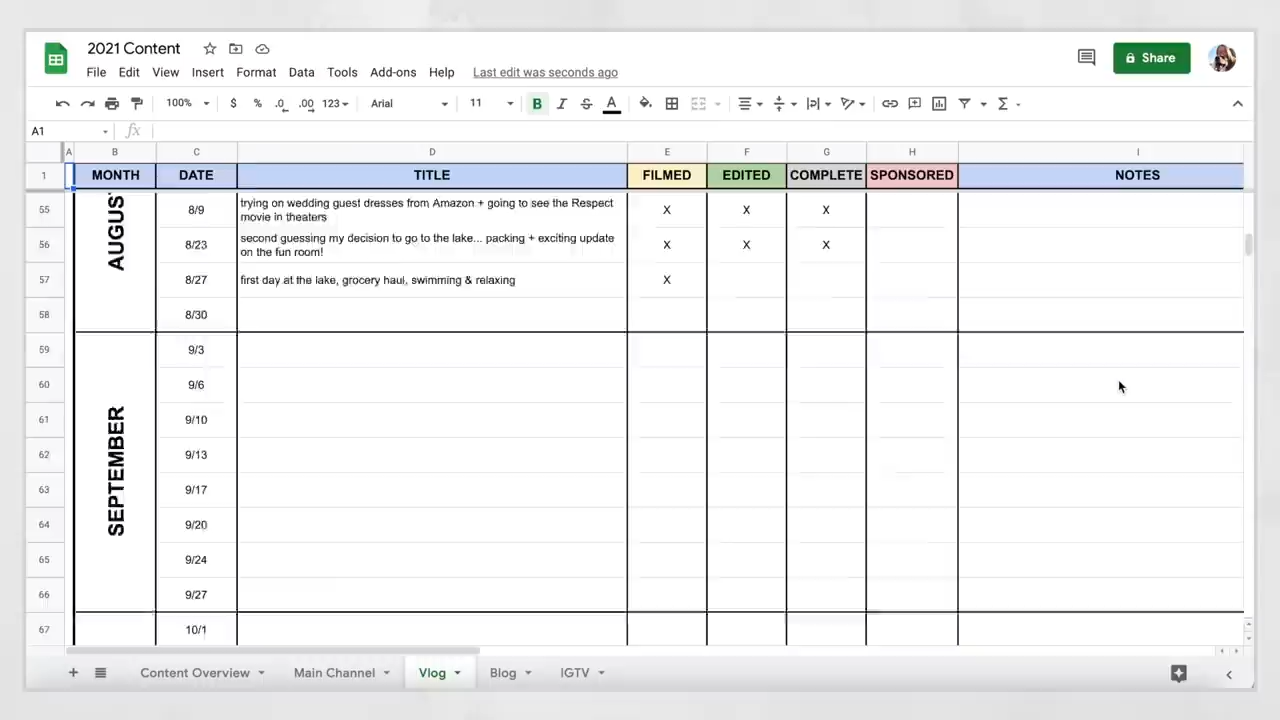 2021 Content
File Edit View Insert Format Data Tools Add-ons Help Last edit was seconds ago
Share
100% $ % .0 .00 123 Arial 11 B I S A
A1 fx
A B C D E F G H I
1 MONTH DATE TITLE FILMED EDITED COMPLETE SPONSORED NOTES
AUGUS
55 8/9 trying on wedding guest dresses from Amazon + going to see the Respect
movie in theaters X X X
56 8/23 second guessing my decision to go to the lake... packing + exciting update
on the fun room! X X X
57 8/27 first day at the lake, grocery haul, swimming & relaxing X
58 8/30
SEPTEMBER
59 9/3
60 9/6
61 9/10
62 9/13
63 9/17
64 9/20
65 9/24
66 9/27
67 10/1
+ Content Overview Main Channel Vlog Blog IGTV